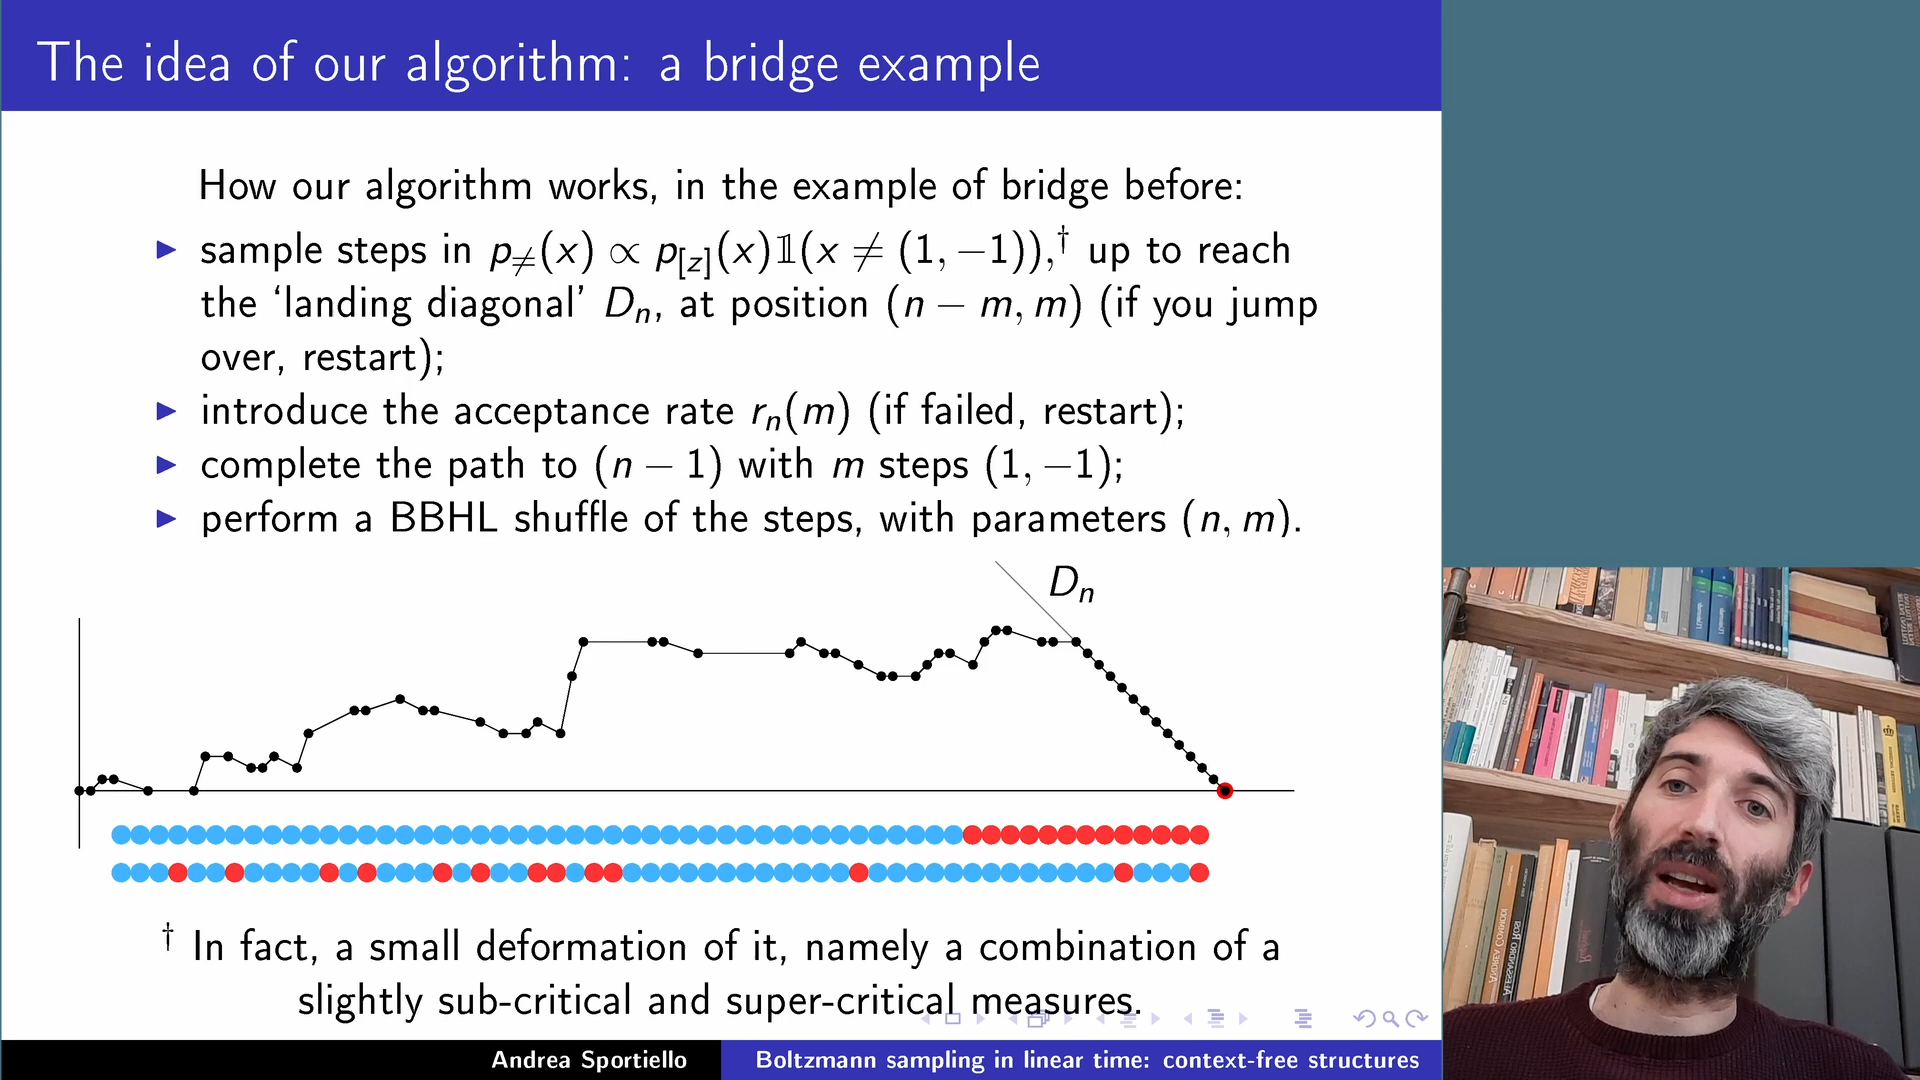 The idea of our algorithm: a bridge example
How our algorithm works, in the example of bridge before:
▶ sample steps in p≠(x) ∝ p[z](x)𝟙(x ≠ (1, −1)),† up to reach
the ‘landing diagonal’ Dn, at position (n − m, m) (if you jump
over, restart);
▶ introduce the acceptance rate rn(m) (if failed, restart);
▶ complete the path to (n − 1) with m steps (1, −1);
▶ perform a BBHL shuffle of the steps, with parameters (n, m).
Dn
† In fact, a small deformation of it, namely a combination of a
slightly sub-critical and super-critical measures.
Andrea Sportiello
Boltzmann sampling in linear time: context-free structures